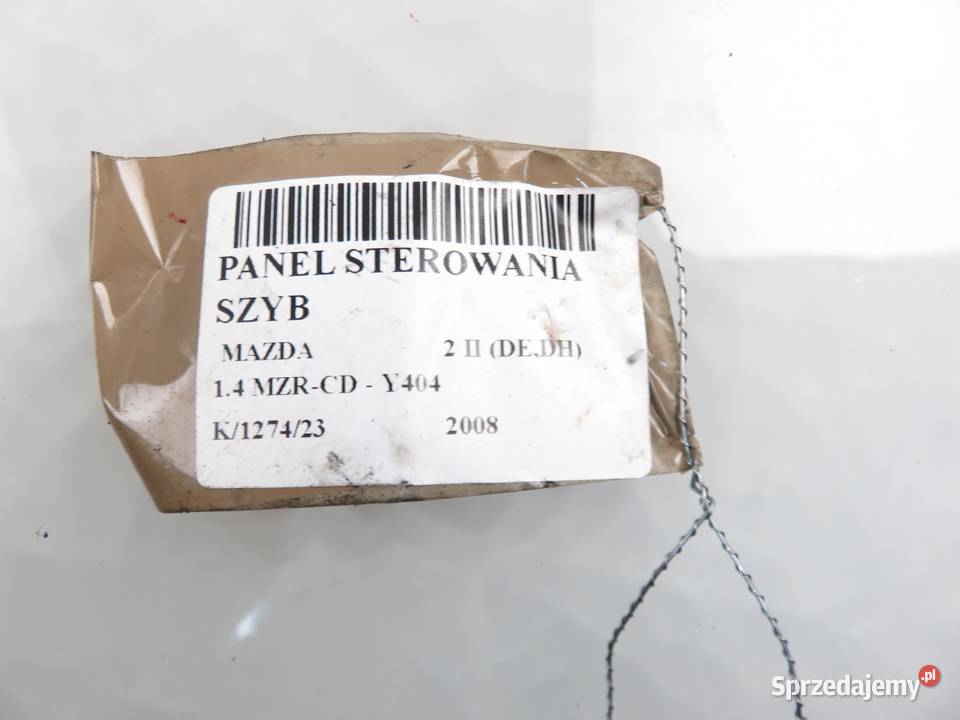 PANEL STEROWANIA
SZYB
MAZDA 2 II (DE,DH)
1.4 MZR-CD - Y404
K/1274/23 2008
Sprzedajemy.pl